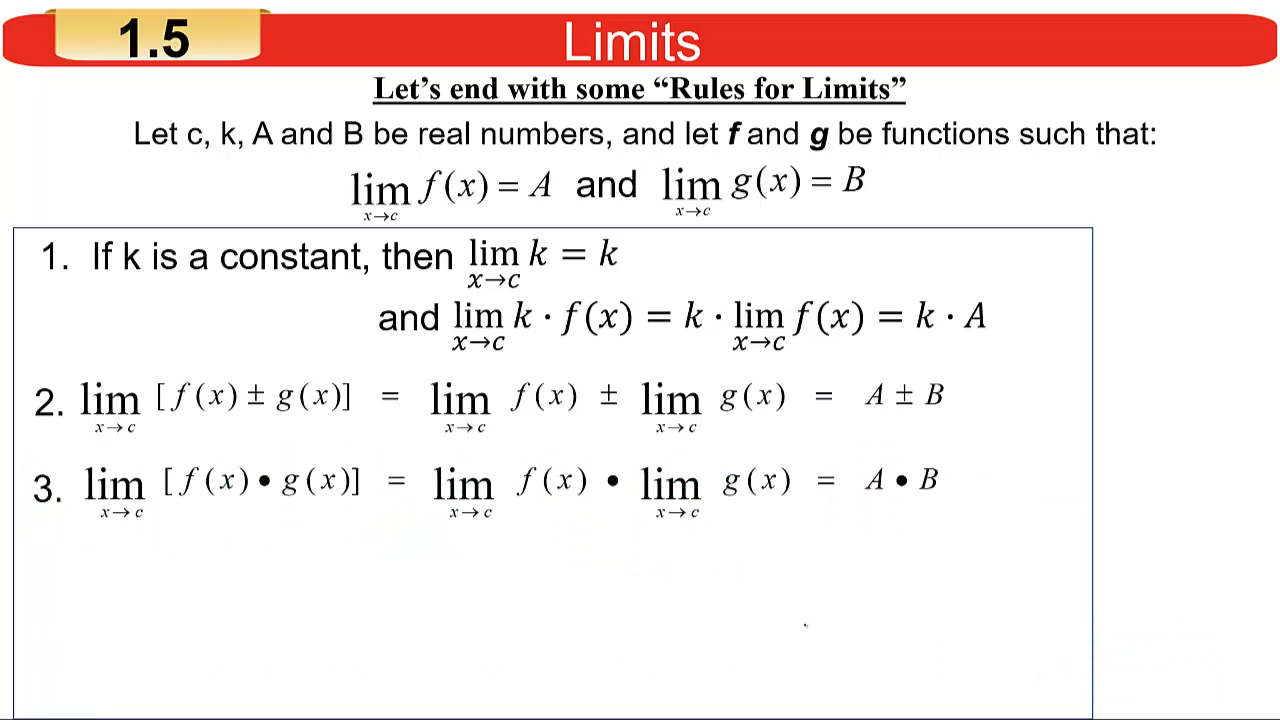 1.5
Limits
Let’s end with some “Rules for Limits”
Let c, k, A and B be real numbers, and let f and g be functions such that:
lim x→c f(x) = A and lim x→c g(x) = B
1. If k is a constant, then lim x→c k = k
and lim x→c k · f(x) = k · lim x→c f(x) = k · A
2. lim x→c [f(x) ± g(x)] = lim x→c f(x) ± lim x→c g(x) = A ± B
3. lim x→c [f(x) • g(x)] = lim x→c f(x) • lim x→c g(x) = A • B